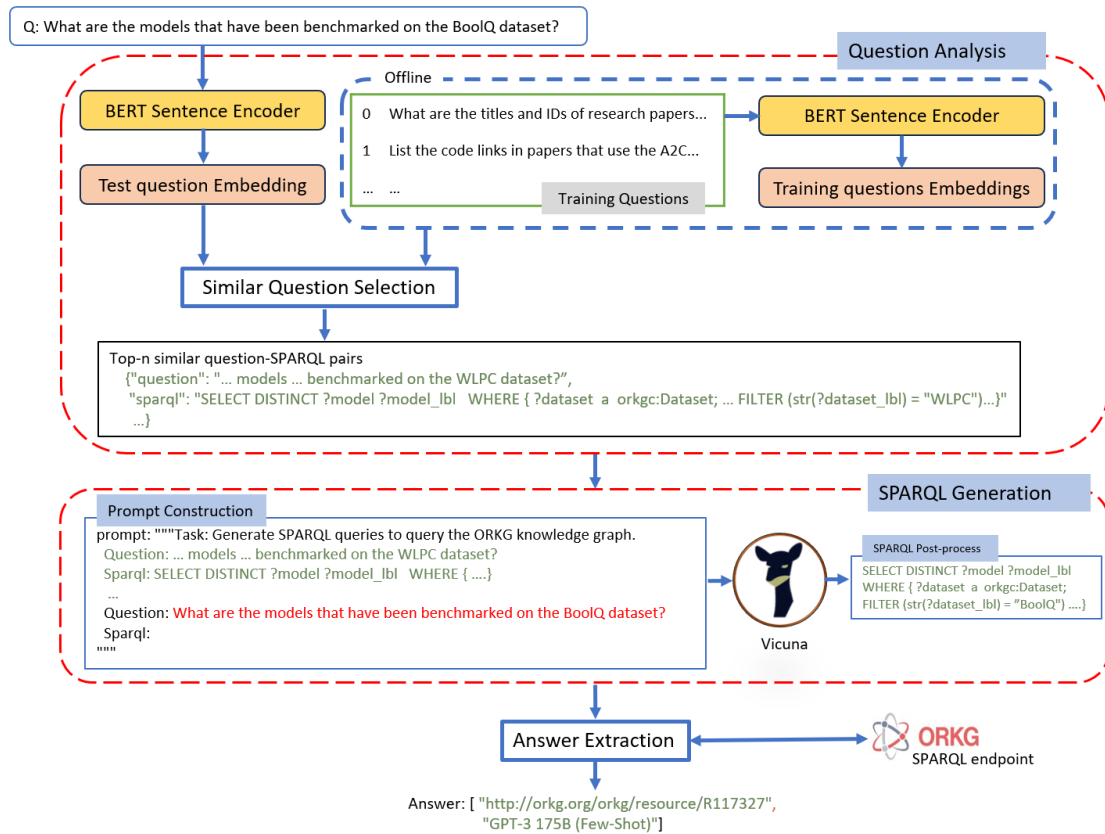 Q: What are the models that have been benchmarked on the BoolQ dataset?
Question Analysis
Offline
BERT Sentence Encoder
Test question Embedding
0 What are the titles and IDs of research papers...
1 List the code links in papers that use the A2C...
... ...
Training Questions
BERT Sentence Encoder
Training questions Embeddings
Similar Question Selection
Top-n similar question-SPARQL pairs
{"question": "... models ... benchmarked on the WLPC dataset?",
"sparql": "SELECT DISTINCT ?model ?model_lbl WHERE { ?dataset a orkgc:Dataset; ... FILTER (str(?dataset_lbl) = "WLPC")...}"
...}
SPARQL Generation
Prompt Construction
prompt: """Task: Generate SPARQL queries to query the ORKG knowledge graph.
Question: ... models ... benchmarked on the WLPC dataset?
Sparql: SELECT DISTINCT ?model ?model_lbl WHERE { ....}
...
Question: What are the models that have been benchmarked on the BoolQ dataset?
Sparql:
"""
Vicuna
SPARQL Post-process
SELECT DISTINCT ?model ?model_lbl
WHERE { ?dataset a orkgc:Dataset;
FILTER (str(?dataset_lbl) = "BoolQ") ....}
Answer Extraction
ORKG
SPARQL endpoint
Answer: [ "http://orkg.org/orkg/resource/R117327",
"GPT-3 175B (Few-Shot)"]